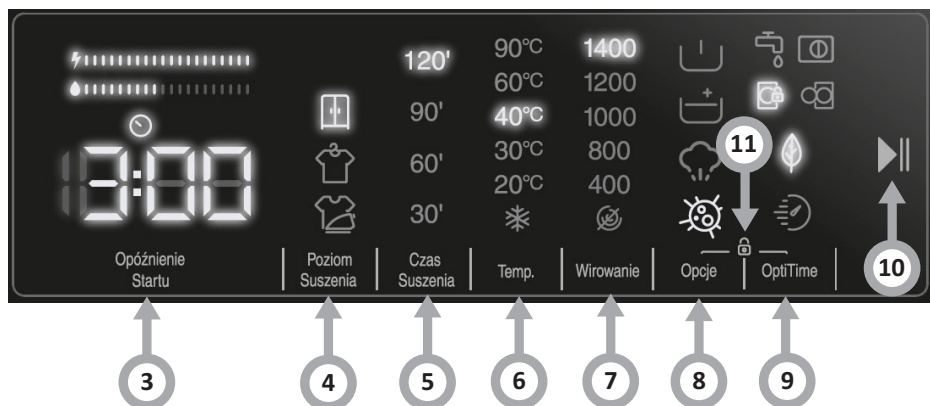 120'
90'
60'
30'
90°C
60°C
40°C
30°C
20°C
1400
1200
1000
800
400
3:00
Opóźnienie
Startu
Poziom
Suszenia
Czas
Suszenia
Temp.
Wirowanie
Opcje
OptiTime
11
10
3
4
5
6
7
8
9